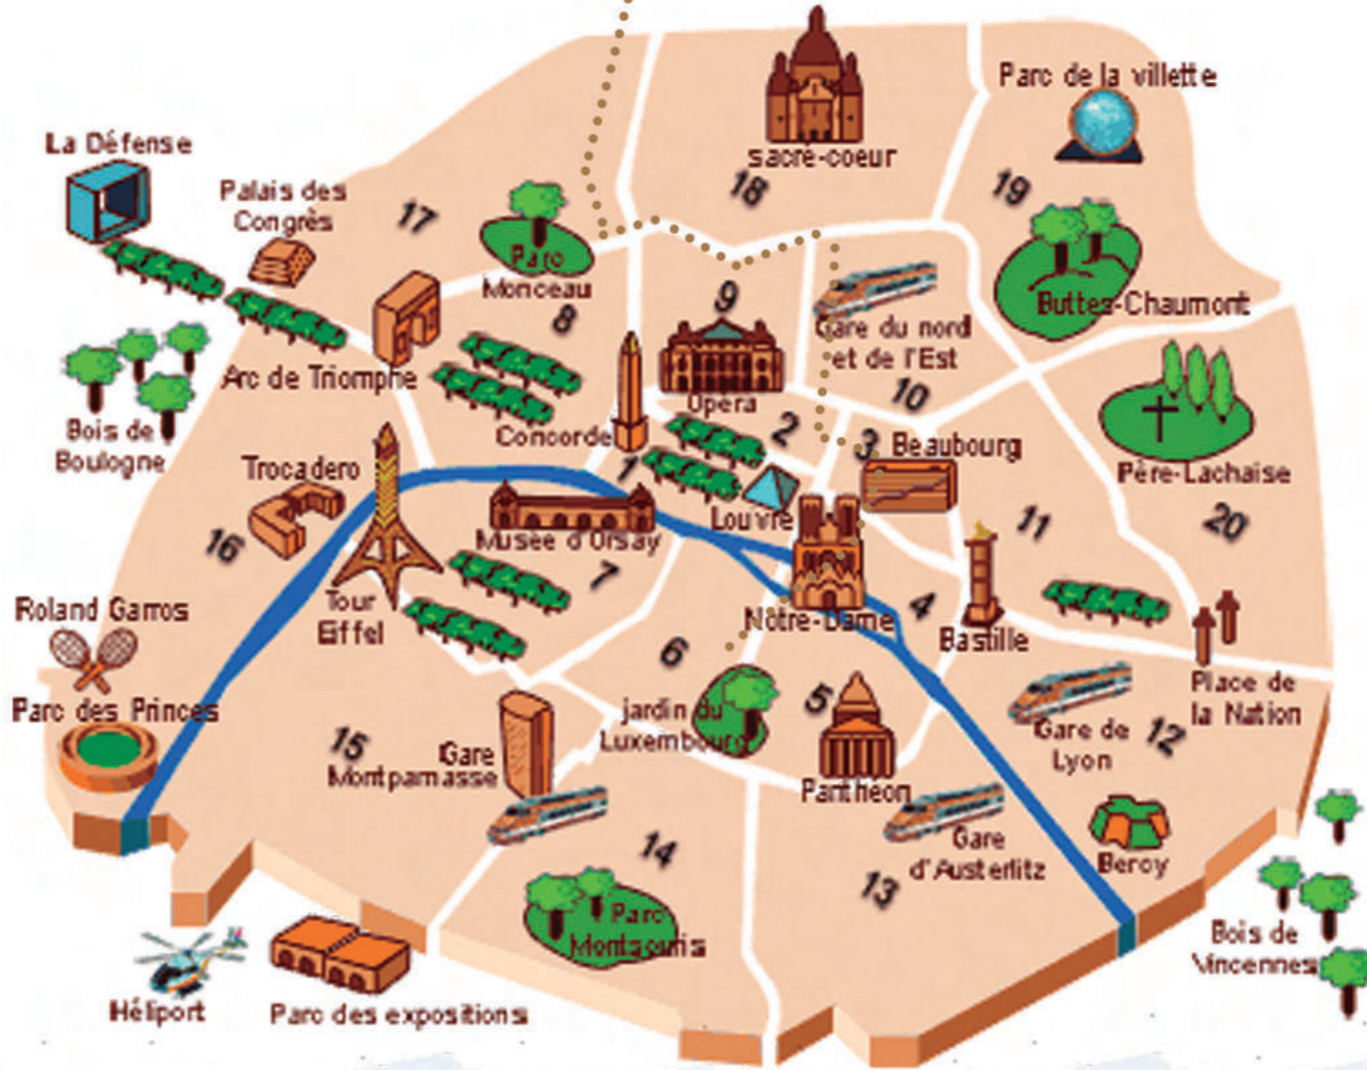 Parc de la villette
La Défense
sacré-coeur
Palais des
Congrès
18
19
17
Parc
Monceau
9
Buttes-Chaumont
8
Gare du nord
et de l'Est
Arc de Triomphe
10
Opera
Concorde
2
3
Beaubourg
Bois de
Boulogne
Trocadero
1
Père-Lachaise
Louvre
11
20
16
Musée d'Orsay
7
Tour
Eiffel
Notre-Dame
4
Bastille
Roland Garros
6
5
Place de
la Nation
Parc des Princes
jardin du
Luxembourg
15
Gare
Montparnasse
Gare de
Lyon
12
Panthéon
14
Gare
d'Austerlitz
Bercy
13
Parc
Montsouris
Bois de
Vincennes
Héliport
Parc des expositions